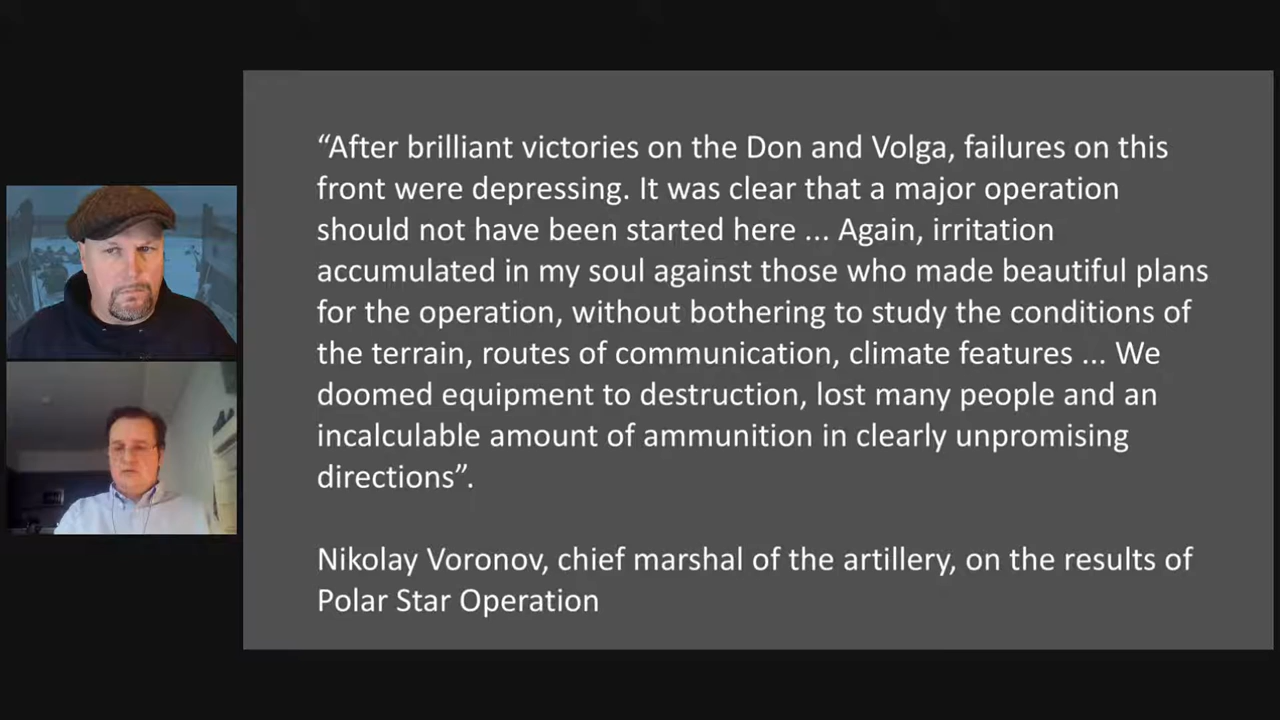 “After brilliant victories on the Don and Volga, failures on this
front were depressing. It was clear that a major operation
should not have been started here ... Again, irritation
accumulated in my soul against those who made beautiful plans
for the operation, without bothering to study the conditions of
the terrain, routes of communication, climate features ... We
doomed equipment to destruction, lost many people and an
incalculable amount of ammunition in clearly unpromising
directions”.
Nikolay Voronov, chief marshal of the artillery, on the results of
Polar Star Operation